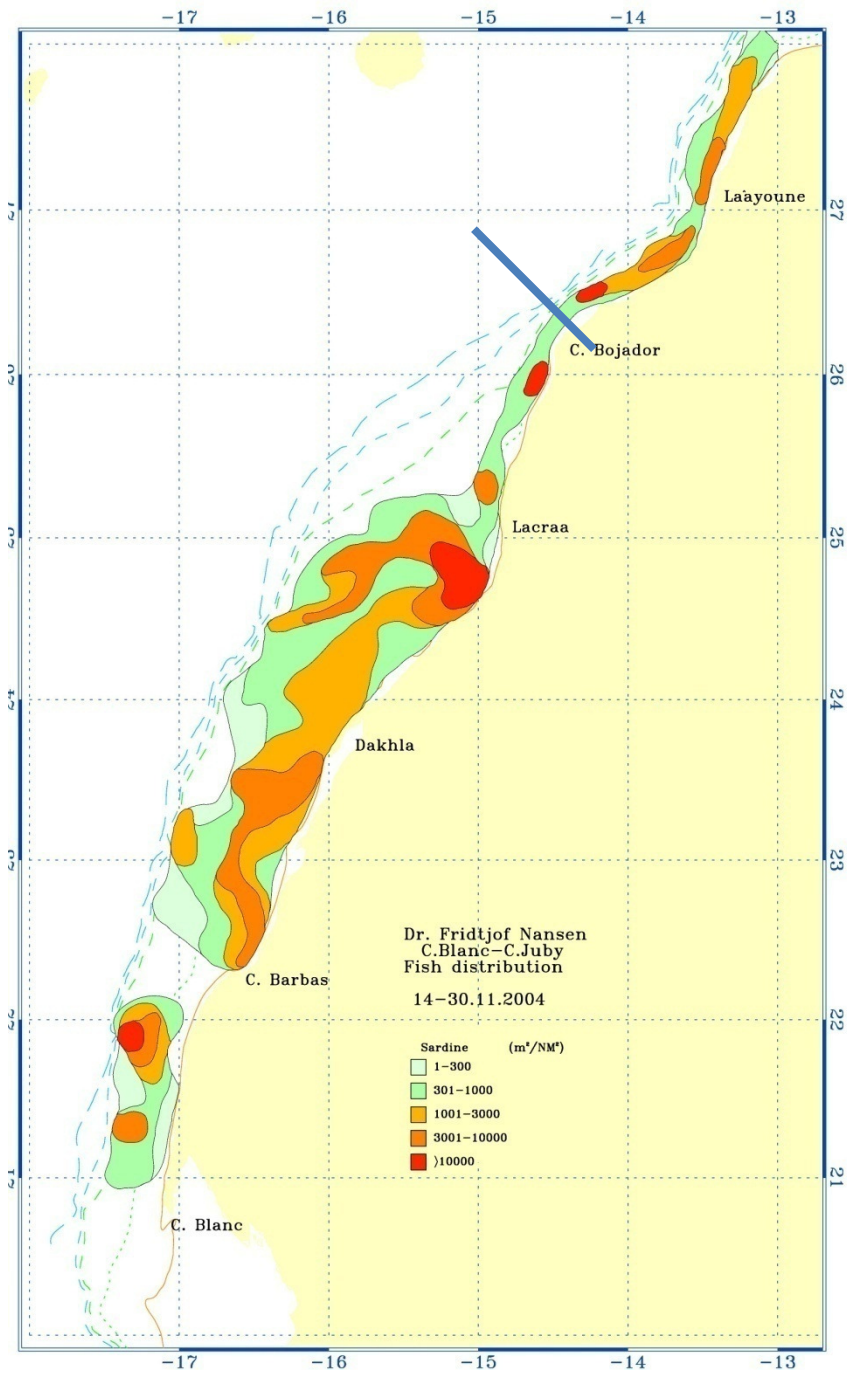 -17 -16 -15 -14 -13
Laayoune
27
C. Bojador
26
Lacraa
25
24
Dakhla
23
Dr. Fridtjof Nansen
C.Blanc-C.Juby
Fish distribution
14-30.11.2004
C. Barbas
22
Sardine (m²/NM²)
1-300
301-1000
1001-3000
3001-10000
>10000
21
C. Blanc
-17 -16 -15 -14 -13